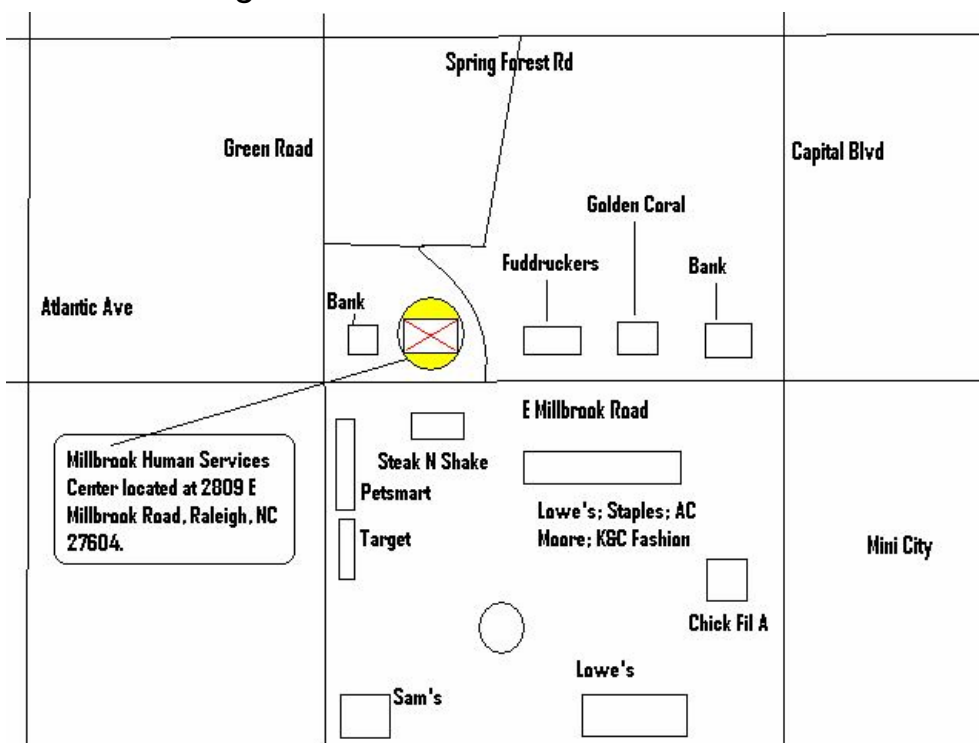 Spring Forest Rd
Green Road
Capital Blvd
Golden Coral
Fuddruckers
Bank
Atlantic Ave
Bank
E Millbrook Road
Millbrook Human Services
Center located at 2809 E
Millbrook Road, Raleigh, NC
27604.
Steak N Shake
Petsmart
Lowe's; Staples; AC
Moore; K&C Fashion
Target
Mini City
Chick Fil A
Lowe's
Sam's